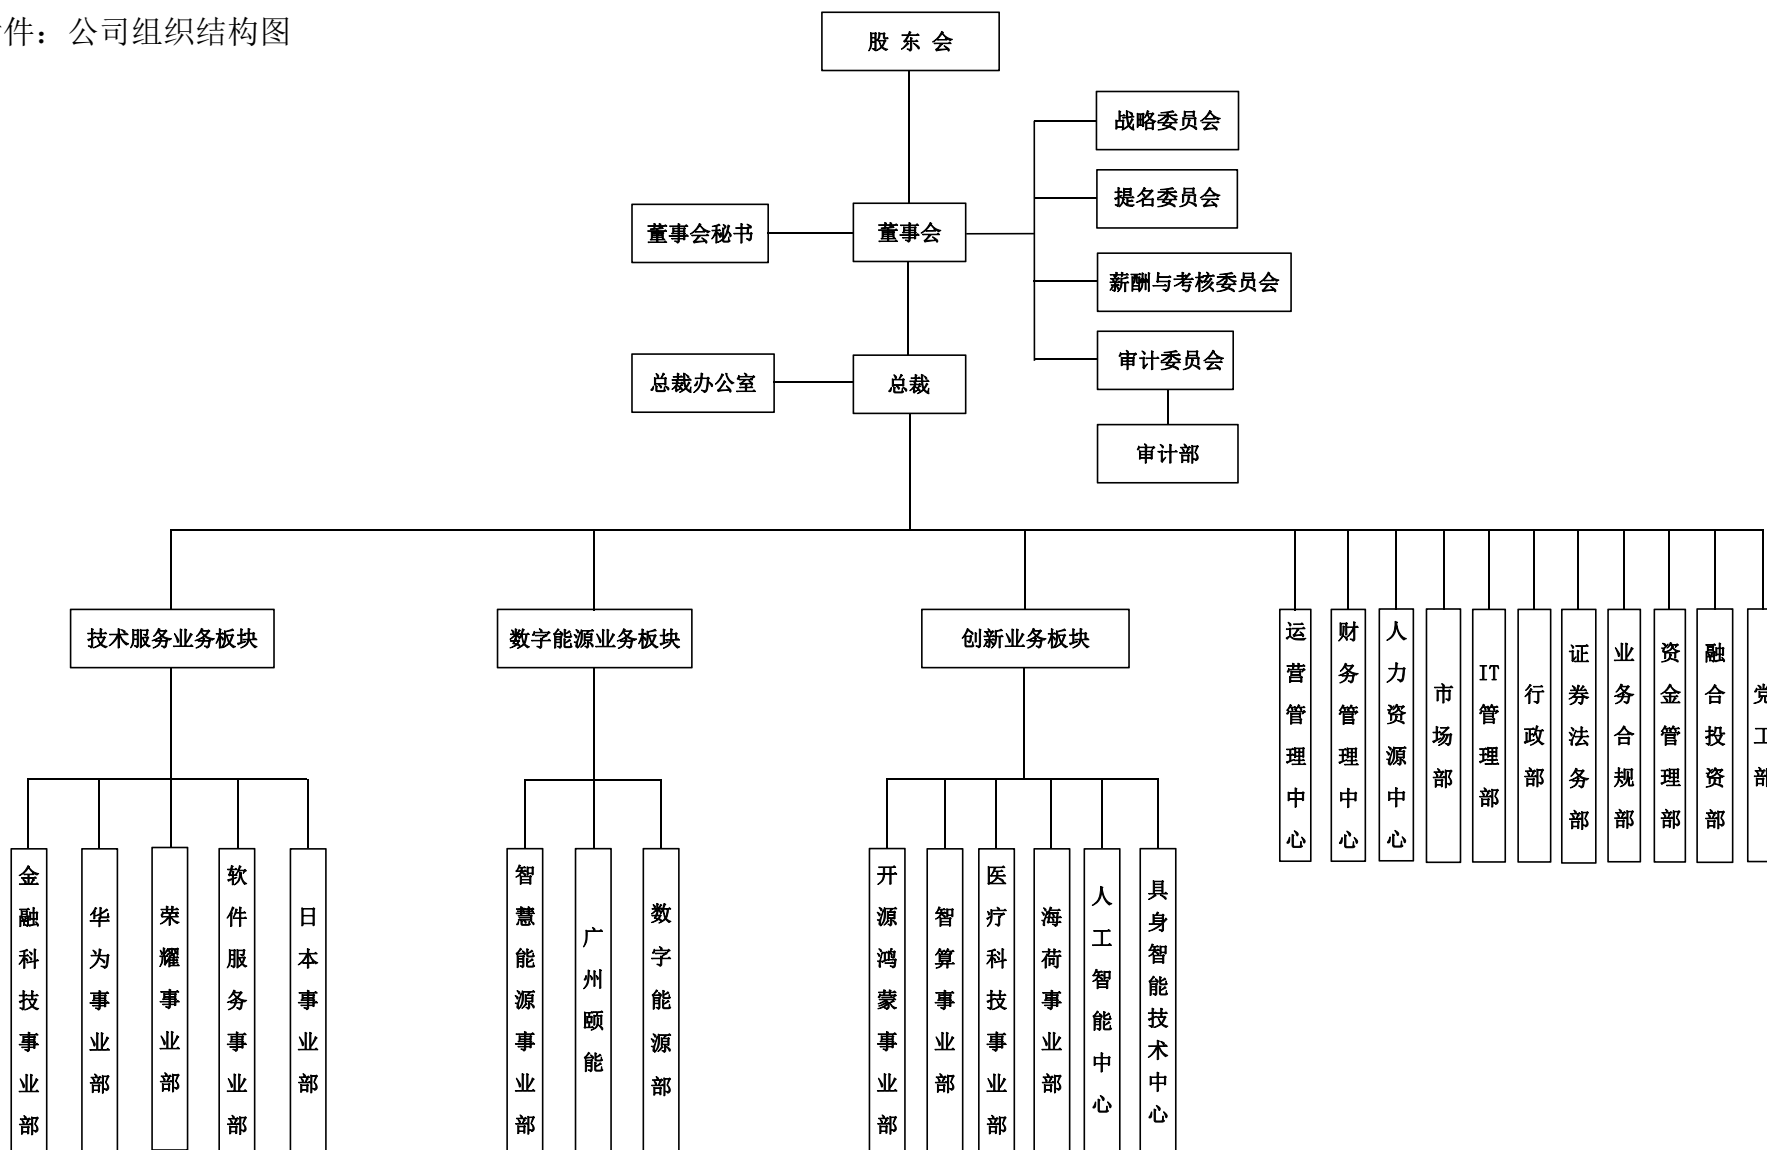 件：公司组织结构图
股 东 会
战略委员会
提名委员会
董事会秘书
董事会
薪酬与考核委员会
总裁办公室
总裁
审计委员会
审计部
技术服务业务板块
数字能源业务板块
创新业务板块
运营管理中心
财务管理中心
人力资源中心
市场部
IT管理部
行政部
证券法务部
业务合规部
资金管理部
融合投资部
党工部
金融科技事业部
华为事业部
荣耀事业部
软件服务事业部
日本事业部
智慧能源事业部
广州颐能
数字能源部
开源鸿蒙事业部
智算事业部
医疗科技事业部
海荷事业部
人工智能中心
具身智能技术中心